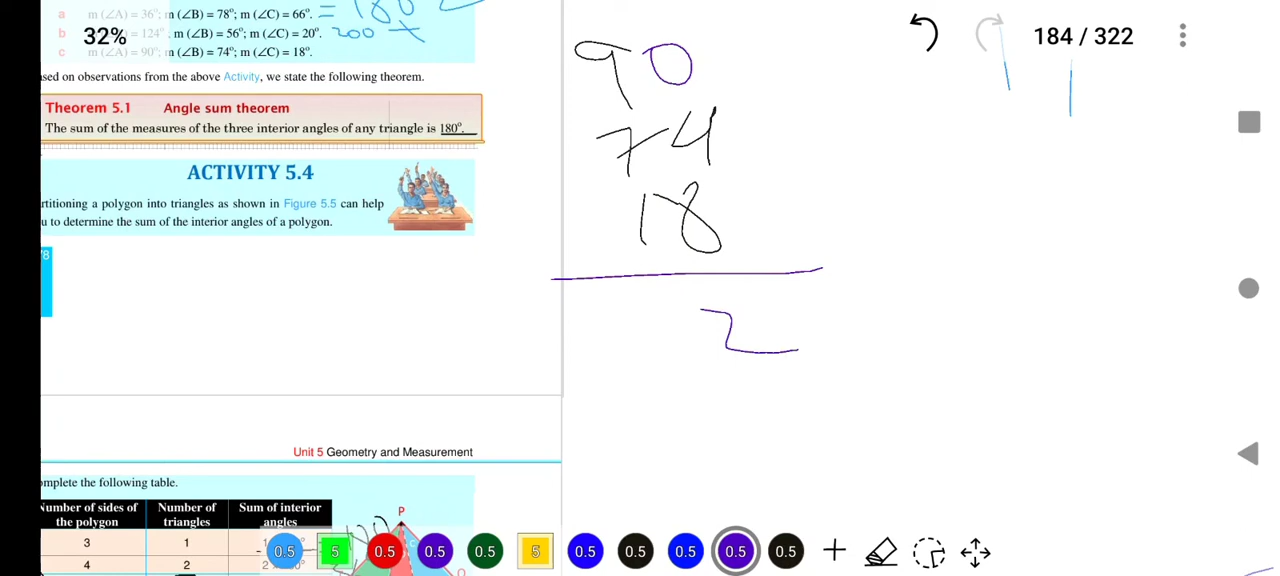 a m (∠A) = 36°; m (∠B) = 78°; m (∠C) = 66°. = 180
32%
b = 124°; m (∠B) = 56°; m (∠C) = 20°. 200 ×
c m (∠A) = 90°; m (∠B) = 74°; m (∠C) = 18°.
184 / 322
ased on observations from the above Activity, we state the following theorem.
Theorem 5.1 Angle sum theorem
The sum of the measures of the three interior angles of any triangle is 180°.
ACTIVITY 5.4
rtitioning a polygon into triangles as shown in Figure 5.5 can help
u to determine the sum of the interior angles of a polygon.
78
90
74
18
2
Unit 5 Geometry and Measurement
omplete the following table.
Number of sides of the polygon
Number of triangles
Sum of interior angles
3 1
4 2
P
0.5 5 0.5 0.5 0.5 5 0.5 0.5 0.5 0.5 0.5